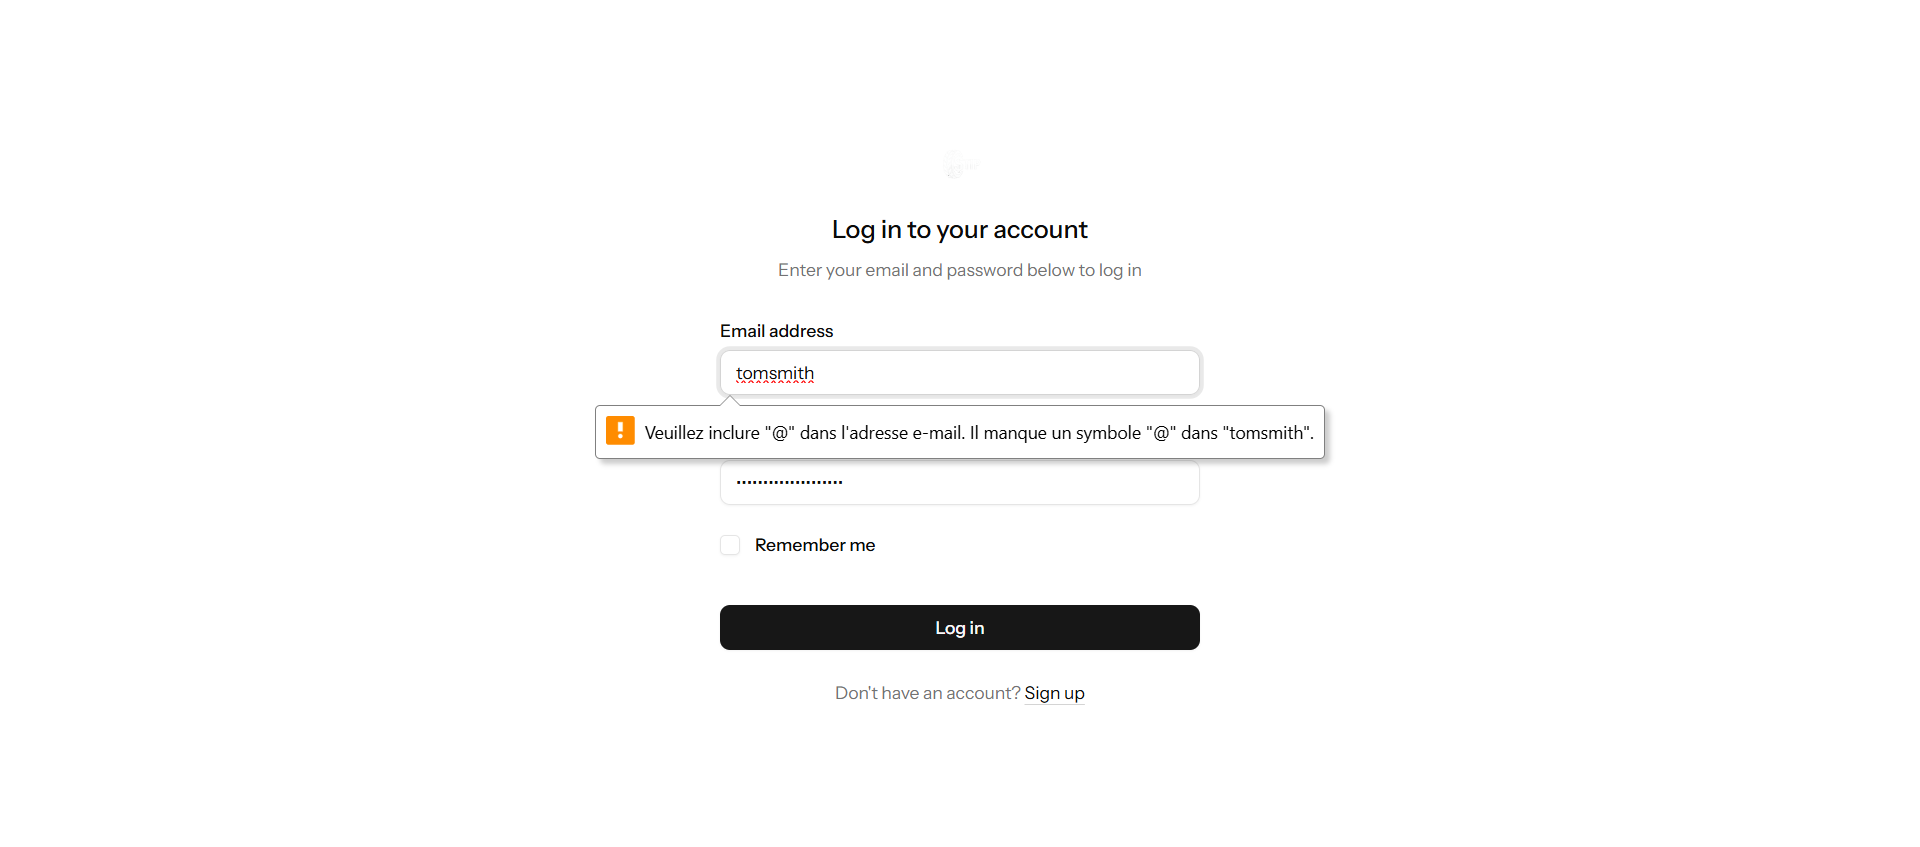 Log in to your account
Enter your email and password below to log in
Email address
tomsmith
Veuillez inclure "@" dans l'adresse e-mail. Il manque un symbole "@" dans "tomsmith".
Remember me
Log in
Don't have an account? Sign up